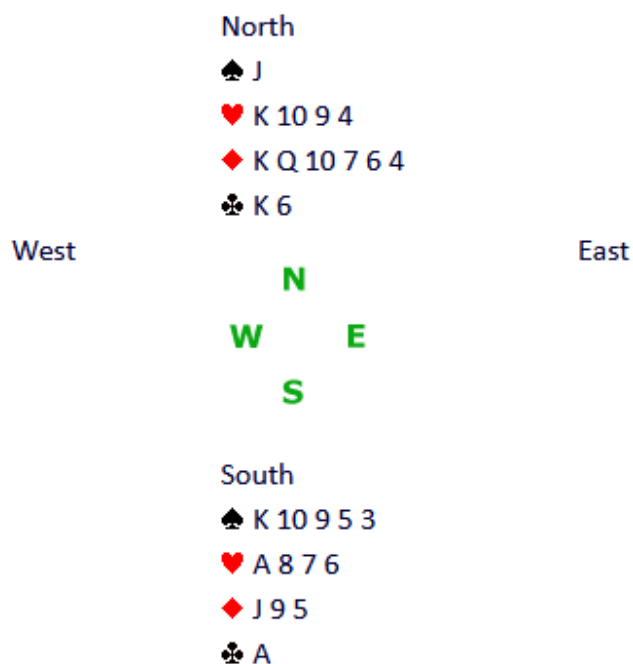 North
♠ J
♥ K 10 9 4
♦ K Q 10 7 6 4
♣ K 6
West East
N
W E
S
South
♠ K 10 9 5 3
♥ A 8 7 6
♦ J 9 5
♣ A